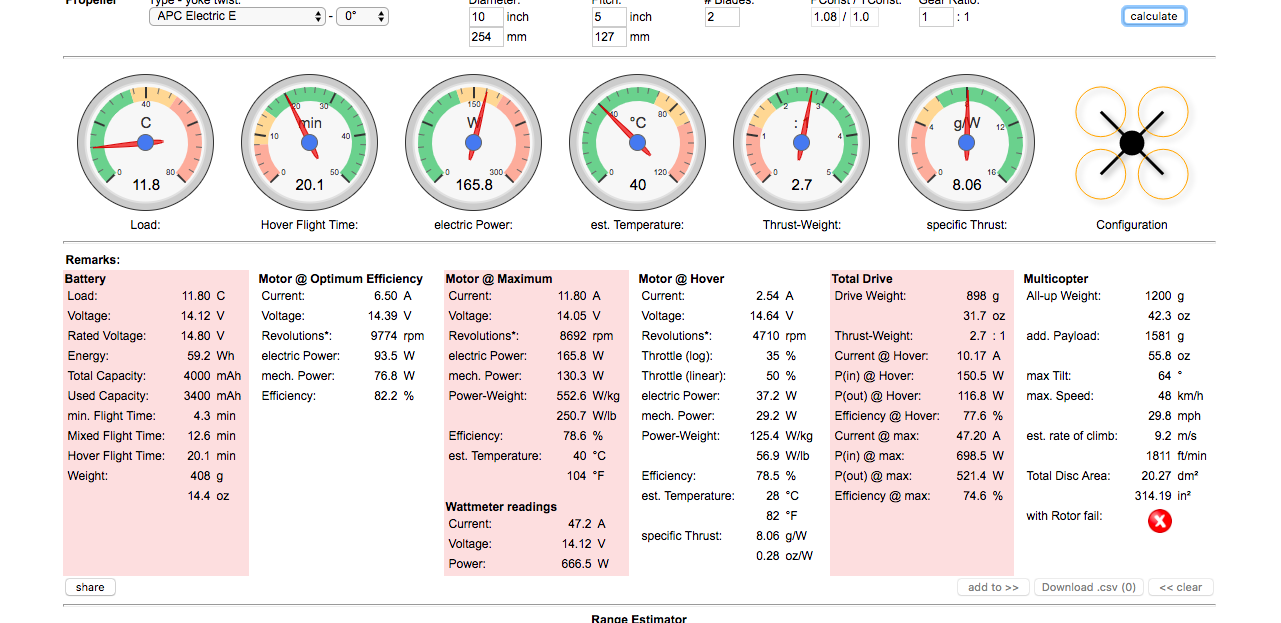 Propeller Type - yoke twist: Diameter: Pitch: # Blades: PConst / TConst: Gear Ratio:
APC Electric E - 0° 10 inch 5 inch 2 1.08 / 1.0 1 : 1 calculate
254 mm 127 mm
40 20 30 150 40 80 2 3 4 12
C min W °C : 1 g/W
10 40 1 4
0 80 50 0 300 0 120 0 5 0 16
11.8 20.1 165.8 40 2.7 8.06
Load: Hover Flight Time: electric Power: est. Temperature: Thrust-Weight: specific Thrust: Configuration
Remarks:
Battery
Load: 11.80 C
Voltage: 14.12 V
Rated Voltage: 14.80 V
Energy: 59.2 Wh
Total Capacity: 4000 mAh
Used Capacity: 3400 mAh
min. Flight Time: 4.3 min
Mixed Flight Time: 12.6 min
Hover Flight Time: 20.1 min
Weight: 408 g
14.4 oz
Motor @ Optimum Efficiency
Current: 6.50 A
Voltage: 14.39 V
Revolutions*: 9774 rpm
electric Power: 93.5 W
mech. Power: 76.8 W
Efficiency: 82.2 %
Motor @ Maximum
Current: 11.80 A
Voltage: 14.05 V
Revolutions*: 8692 rpm
electric Power: 165.8 W
mech. Power: 130.3 W
Power-Weight: 552.6 W/kg
250.7 W/lb
Efficiency: 78.6 %
est. Temperature: 40 °C
104 °F
Wattmeter readings
Current: 47.2 A
Voltage: 14.12 V
Power: 666.5 W
Motor @ Hover
Current: 2.54 A
Voltage: 14.64 V
Revolutions*: 4710 rpm
Throttle (log): 35 %
Throttle (linear): 50 %
electric Power: 37.2 W
mech. Power: 29.2 W
Power-Weight: 125.4 W/kg
56.9 W/lb
Efficiency: 78.5 %
est. Temperature: 28 °C
82 °F
specific Thrust: 8.06 g/W
0.28 oz/W
Total Drive
Drive Weight: 898 g
31.7 oz
Thrust-Weight: 2.7 : 1
Current @ Hover: 10.17 A
P(in) @ Hover: 150.5 W
P(out) @ Hover: 116.8 W
Efficiency @ Hover: 77.6 %
Current @ max: 47.20 A
P(in) @ max: 698.5 W
P(out) @ max: 521.4 W
Efficiency @ max: 74.6 %
Multicopter
All-up Weight: 1200 g
42.3 oz
add. Payload: 1581 g
55.8 oz
max Tilt: 64 °
max. Speed: 48 km/h
29.8 mph
est. rate of climb: 9.2 m/s
1811 ft/min
Total Disc Area: 20.27 dm²
314.19 in²
with Rotor fail:
share add to >> Download .csv (0) << clear
Range Estimator